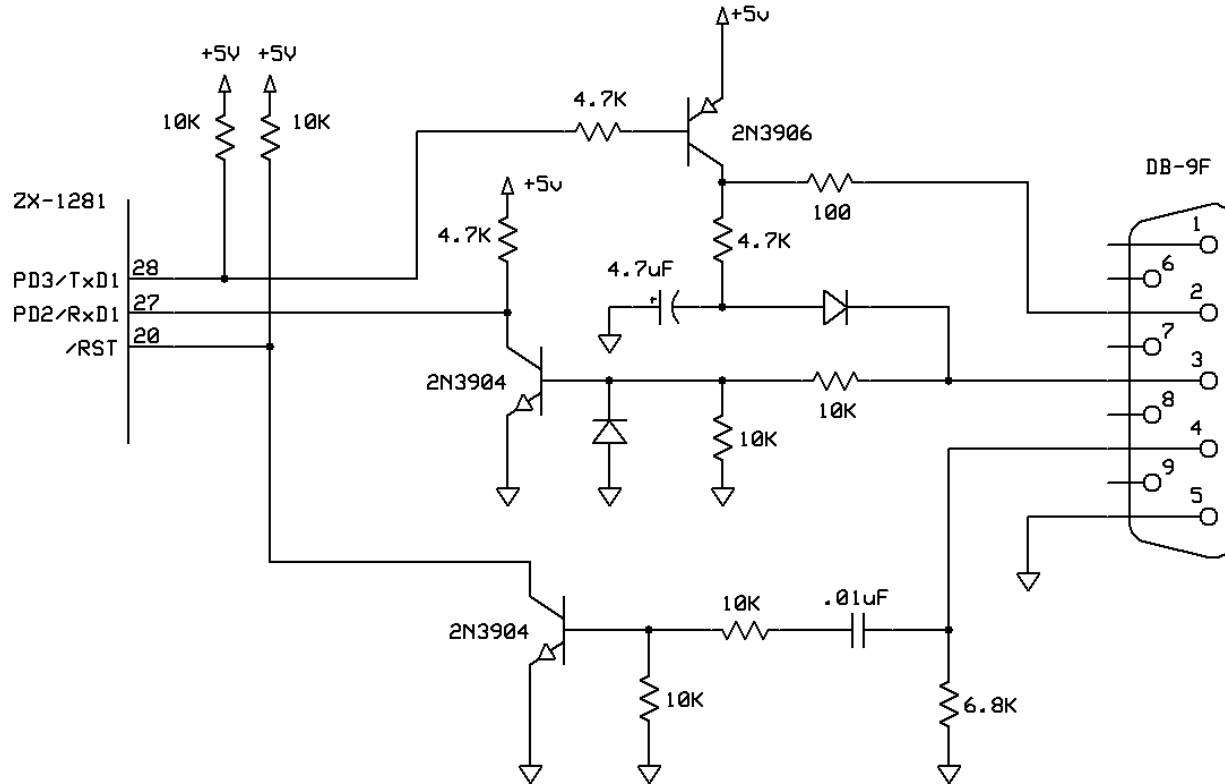 +5v
+5V +5V
4.7K
10K
10K
2N3906
DB-9F
+5v
ZX-1281
100
1
4.7K
4.7K
28
PD3/TxD1
4.7uF
6
27
PD2/RxD1
+
2
20
/RST
7
3
2N3904
10K
8
10K
4
9
5
10K
.01uF
2N3904
10K
6.8K